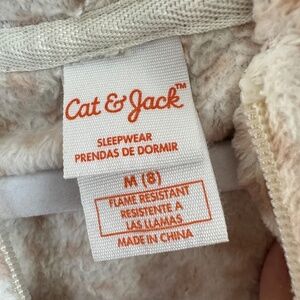 Cat & Jack™
SLEEPWEAR
PRENDAS DE DORMIR
M (8)
FLAME RESISTANT
RESISTENTE A
LAS LLAMAS
MADE IN CHINA